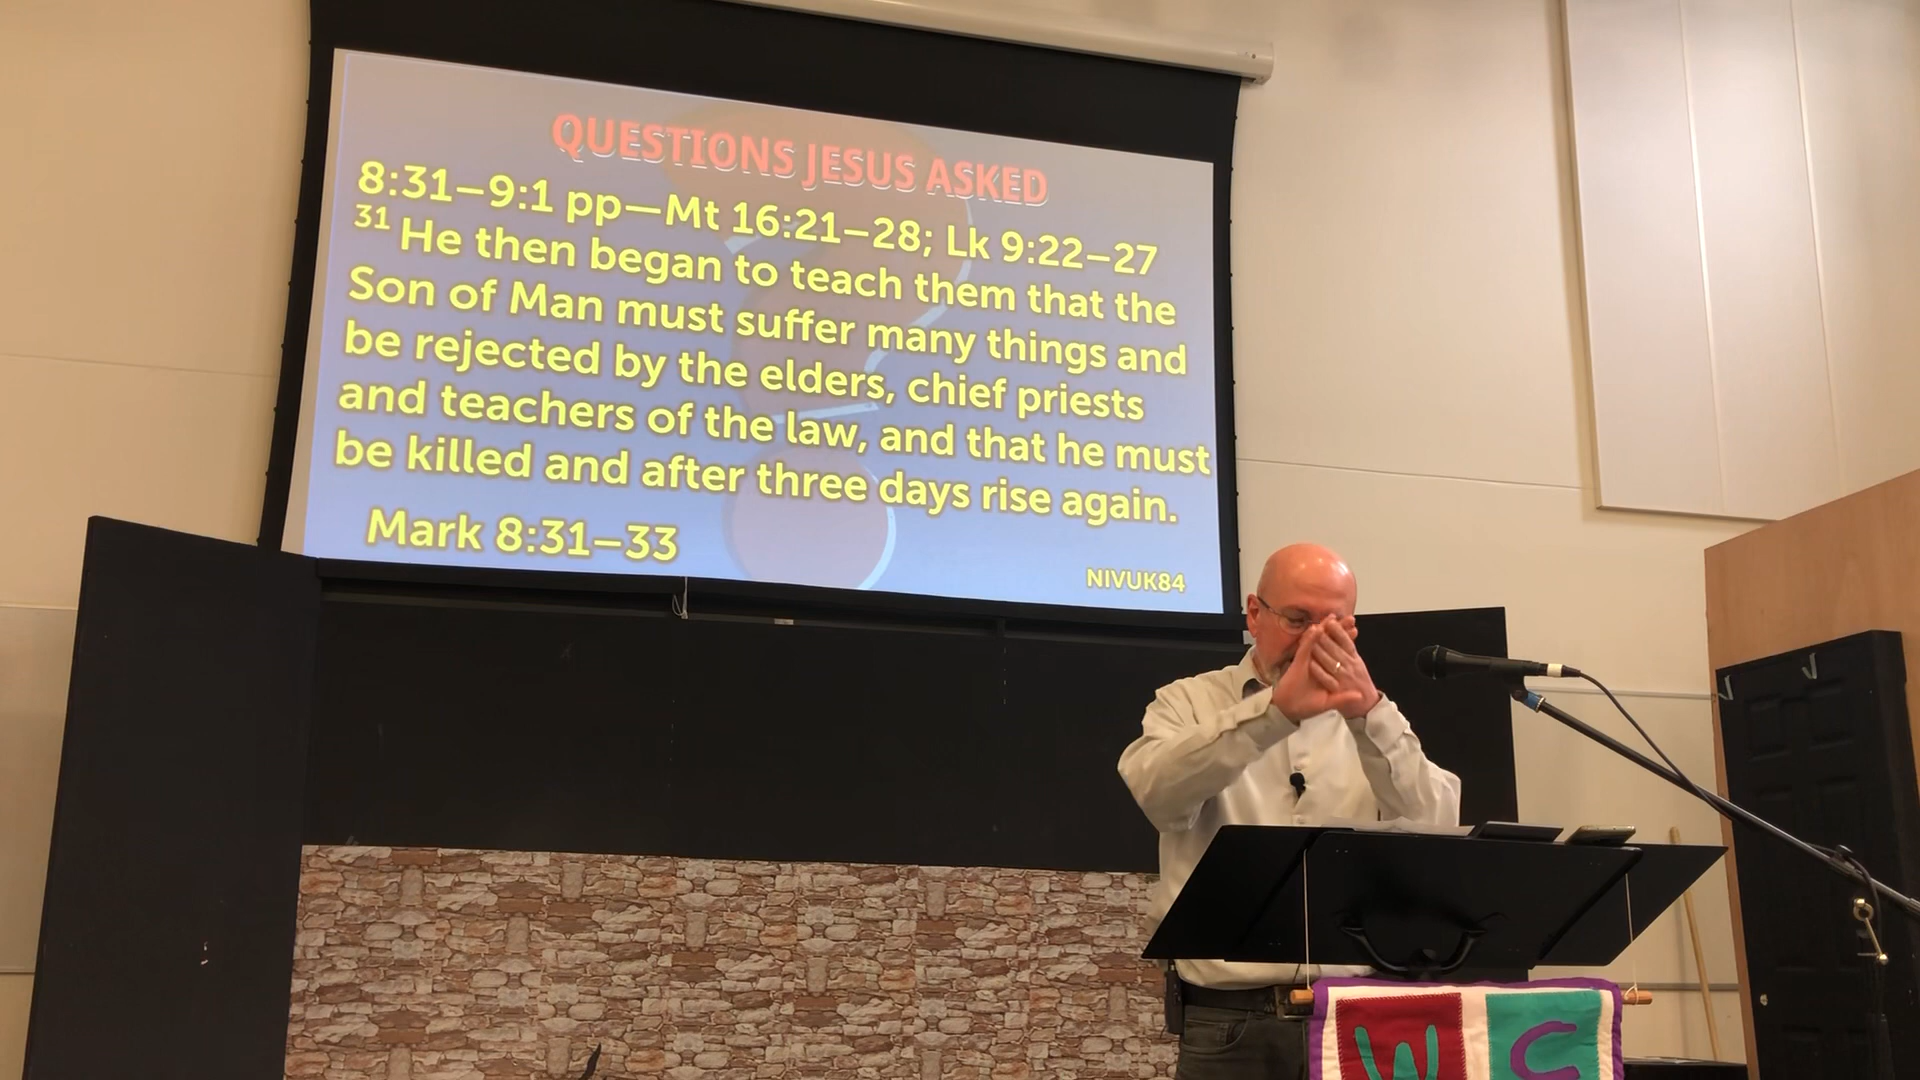 QUESTIONS JESUS ASKED
8:31–9:1 pp—Mt 16:21–28; Lk 9:22–27
31 He then began to teach them that the
Son of Man must suffer many things and
be rejected by the elders, chief priests
and teachers of the law, and that he must
be killed and after three days rise again.
Mark 8:31–33
NIVUK84
W C